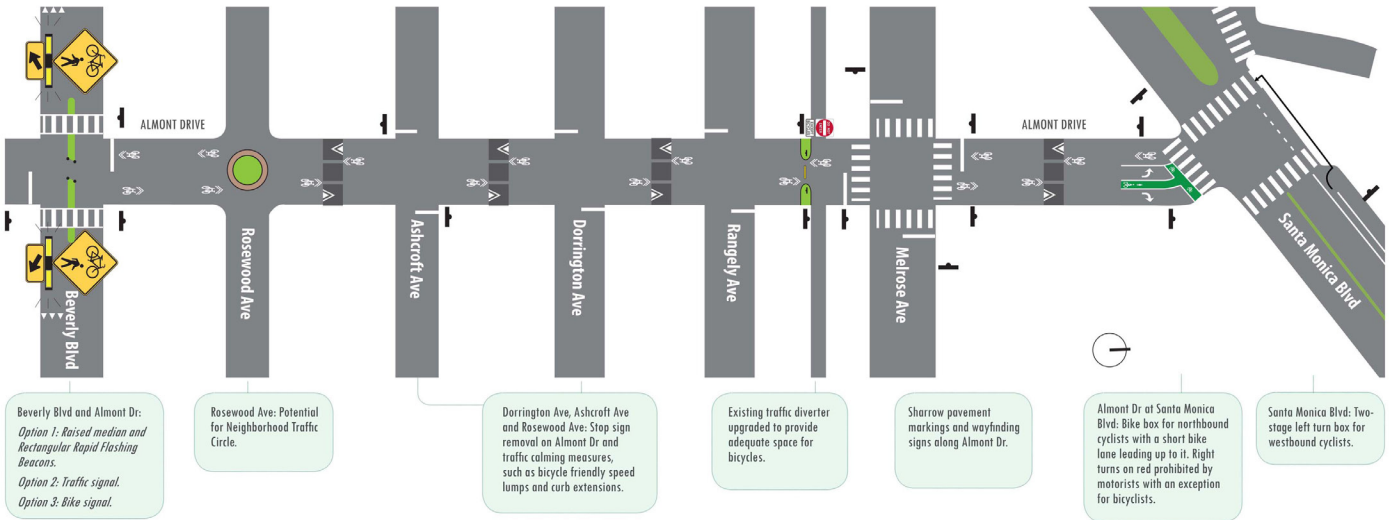 ALMONT DRIVE
ALMONT DRIVE
Beverly Blvd
Rosewood Ave
Ashcroft Ave
Dorrington Ave
Rangely Ave
Melrose Ave
Santa Monica Blvd
Beverly Blvd and Almont Dr:
Option 1: Raised median and
Rectangular Rapid Flashing
Beacons.
Option 2: Traffic signal.
Option 3: Bike signal.
Rosewood Ave: Potential
for Neighborhood Traffic
Circle.
Dorrington Ave, Ashcroft Ave
and Rosewood Ave: Stop sign
removal on Almont Dr and
traffic calming measures,
such as bicycle friendly speed
lumps and curb extensions.
Existing traffic diverter
upgraded to provide
adequate space for
bicycles.
Sharrow pavement
markings and wayfinding
signs along Almont Dr.
Almont Dr at Santa Monica
Blvd: Bike box for northbound
cyclists with a short bike
lane leading up to it. Right
turns on red prohibited by
motorists with an exception
for bicyclists.
Santa Monica Blvd: Two-
stage left turn box for
westbound cyclists.